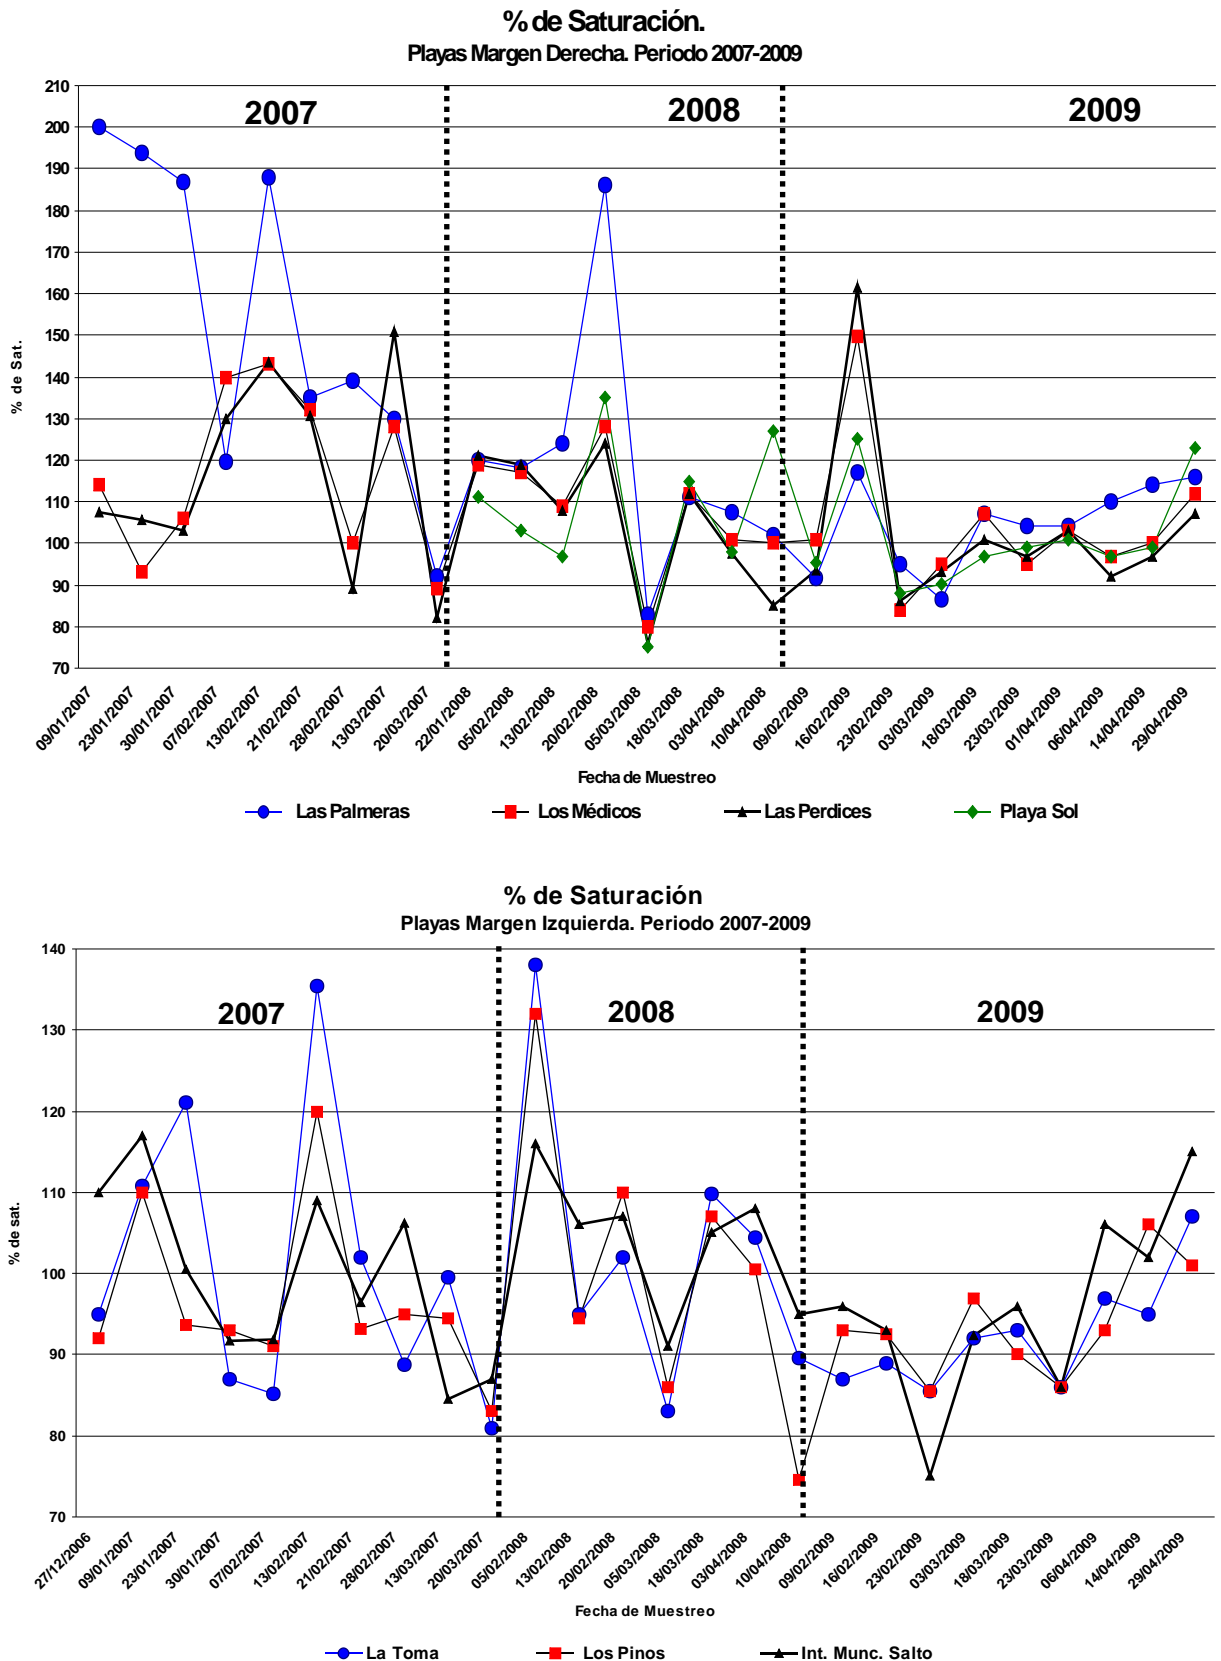 % de Saturación.
Playas Margen Derecha. Periodo 2007-2009
2007 2008 2009
210
200
190
180
170
160
150
140
130
120
110
100
90
80
70
% de Sat.
09/01/2007 23/01/2007 30/01/2007 07/02/2007 13/02/2007 21/02/2007 28/02/2007 13/03/2007 20/03/2007 22/01/2008 05/02/2008 13/02/2008 20/02/2008 05/03/2008 18/03/2008 03/04/2008 10/04/2008 09/02/2009 16/02/2009 23/02/2009 03/03/2009 18/03/2009 23/03/2009 01/04/2009 06/04/2009 14/04/2009 29/04/2009
Fecha de Muestreo
Las Palmeras Los Médicos Las Perdices Playa Sol
% de Saturación
Playas Margen Izquierda. Periodo 2007-2009
2007 2008 2009
140
130
120
110
100
90
80
70
% de sat.
27/12/2006 09/01/2007 23/01/2007 30/01/2007 07/02/2007 13/02/2007 21/02/2007 28/02/2007 13/03/2007 20/03/2007 05/02/2008 13/02/2008 20/02/2008 05/03/2008 18/03/2008 03/04/2008 10/04/2008 09/02/2009 16/02/2009 23/02/2009 03/03/2009 18/03/2009 23/03/2009 06/04/2009 14/04/2009 29/04/2009
Fecha de Muestreo
La Toma Los Pinos Int. Munc. Salto